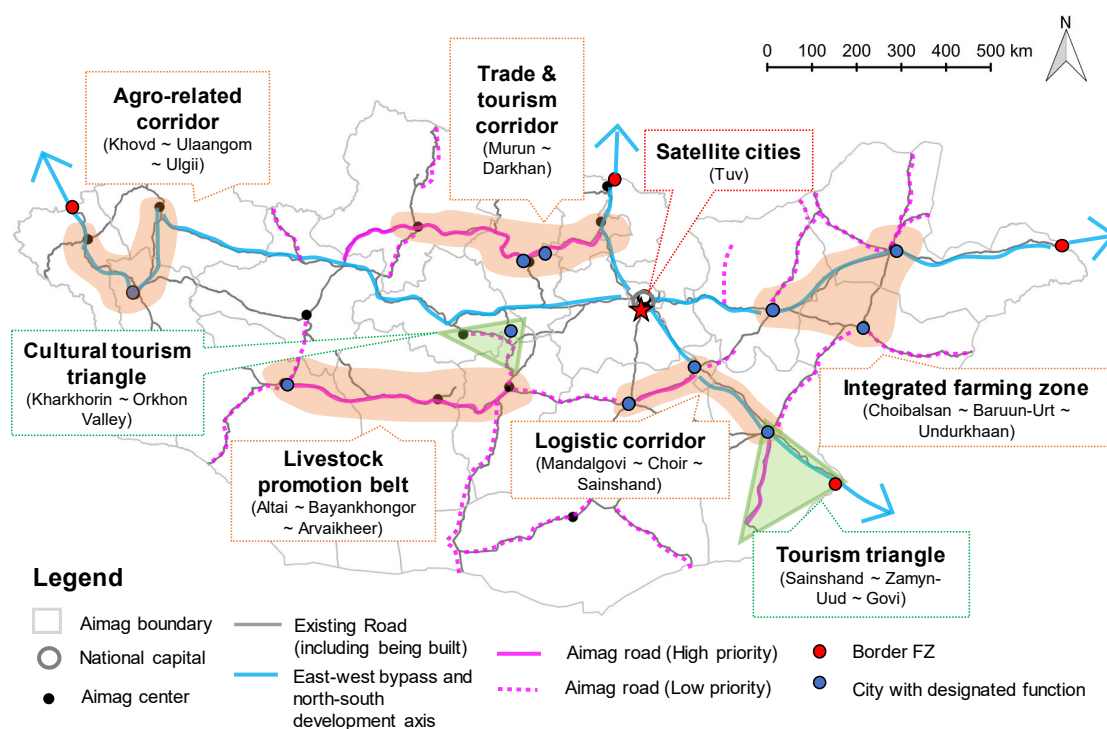 N
0 100 200 300 400 500 km
Agro-related
corridor
(Khovd ~ Ulaangom
~ Ulgii)
Trade &
tourism
corridor
(Murun ~
Darkhan)
Satellite cities
(Tuv)
Cultural tourism
triangle
(Kharkhorin ~ Orkhon
Valley)
Livestock
promotion belt
(Altai ~ Bayankhongor
~ Arvaikheer)
Logistic corridor
(Mandalgovi ~ Choir ~
Sainshand)
Integrated farming zone
(Choibalsan ~ Baruun-Urt ~
Undurkhaan)
Tourism triangle
(Sainshand ~ Zamyn-
Uud ~ Govi)
Legend
Aimag boundary
National capital
Aimag center
Existing Road
(including being built)
East-west bypass and
north-south
development axis
Aimag road (High priority)
Aimag road (Low priority)
Border FZ
City with designated function